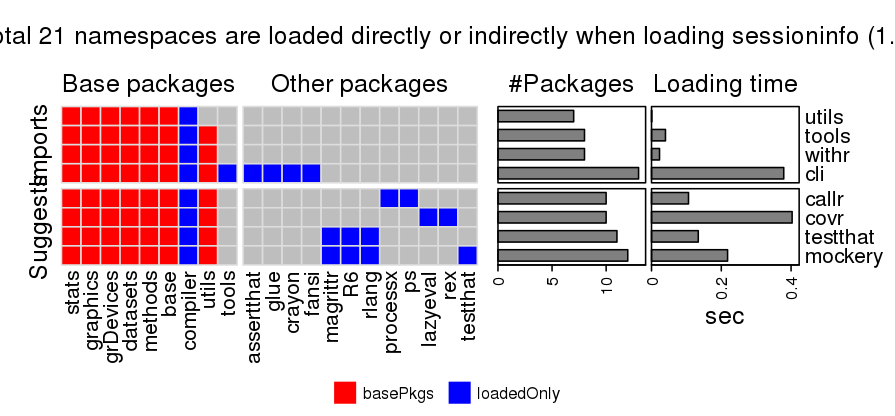 otal 21 namespaces are loaded directly or indirectly when loading sessioninfo (1.
Base packages
Other packages
#Packages
Loading time
Imports
Suggests
utils
tools
withr
cli
callr
covr
testthat
mockery
stats
graphics
grDevices
datasets
methods
base
compiler
utils
tools
assertthat
glue
crayon
fansi
magrittr
R6
rlang
processx
ps
lazyeval
rex
testthat
0
5
10
0
0.2
0.4
sec
basePkgs
loadedOnly